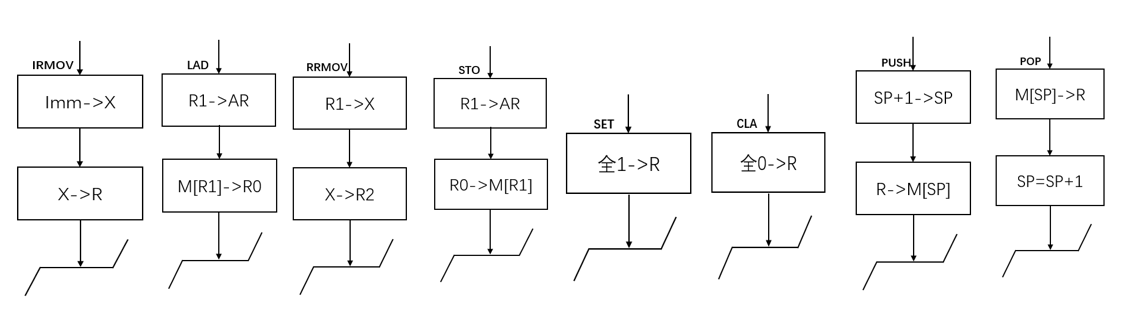 IRMOV
Imm->X
X->R
LAD
R1->AR
M[R1]->R0
RRMOV
R1->X
X->R2
STO
R1->AR
R0->M[R1]
SET
全1->R
CLA
全0->R
PUSH
SP+1->SP
R->M[SP]
POP
M[SP]->R
SP=SP+1